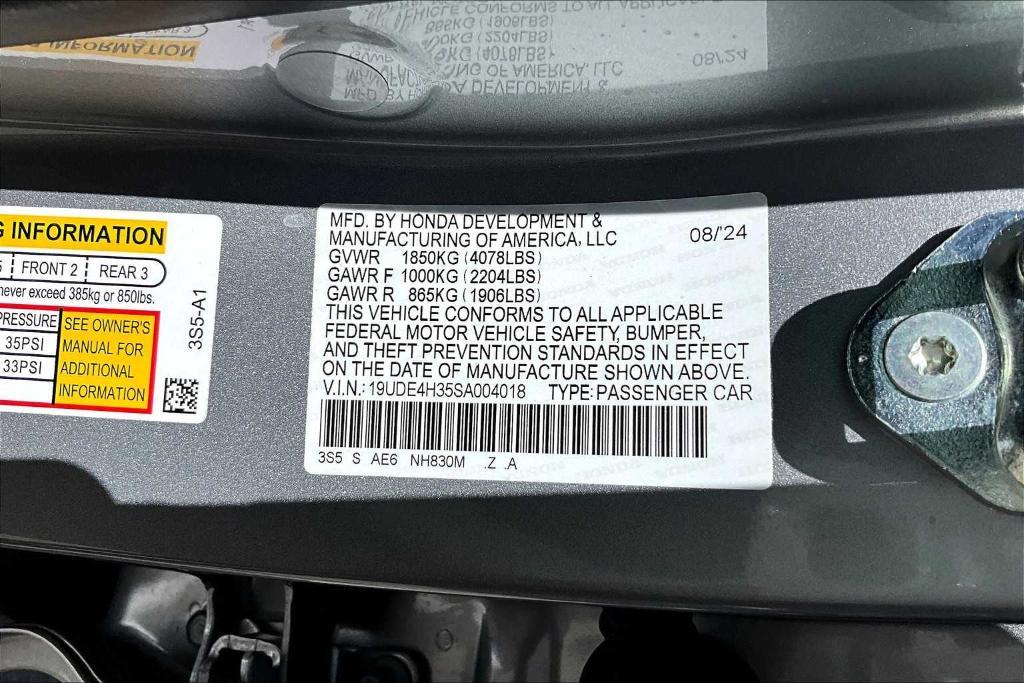 G INFORMATION
5 FRONT 2 REAR 3
never exceed 385kg or 850lbs.
PRESSURE
35PSI
33PSI
SEE OWNER'S
MANUAL FOR
ADDITIONAL
INFORMATION
3S5-A1
MFD. BY HONDA DEVELOPMENT &
MANUFACTURING OF AMERICA, LLC 08/'24
GVWR 1850KG (4078LBS)
GAWR F 1000KG (2204LBS)
GAWR R 865KG (1906LBS)
THIS VEHICLE CONFORMS TO ALL APPLICABLE
FEDERAL MOTOR VEHICLE SAFETY, BUMPER,
AND THEFT PREVENTION STANDARDS IN EFFECT
ON THE DATE OF MANUFACTURE SHOWN ABOVE.
V.I.N.: 19UDE4H35SA004018 TYPE: PASSENGER CAR
3S5 S AE6 NH830M .Z .A